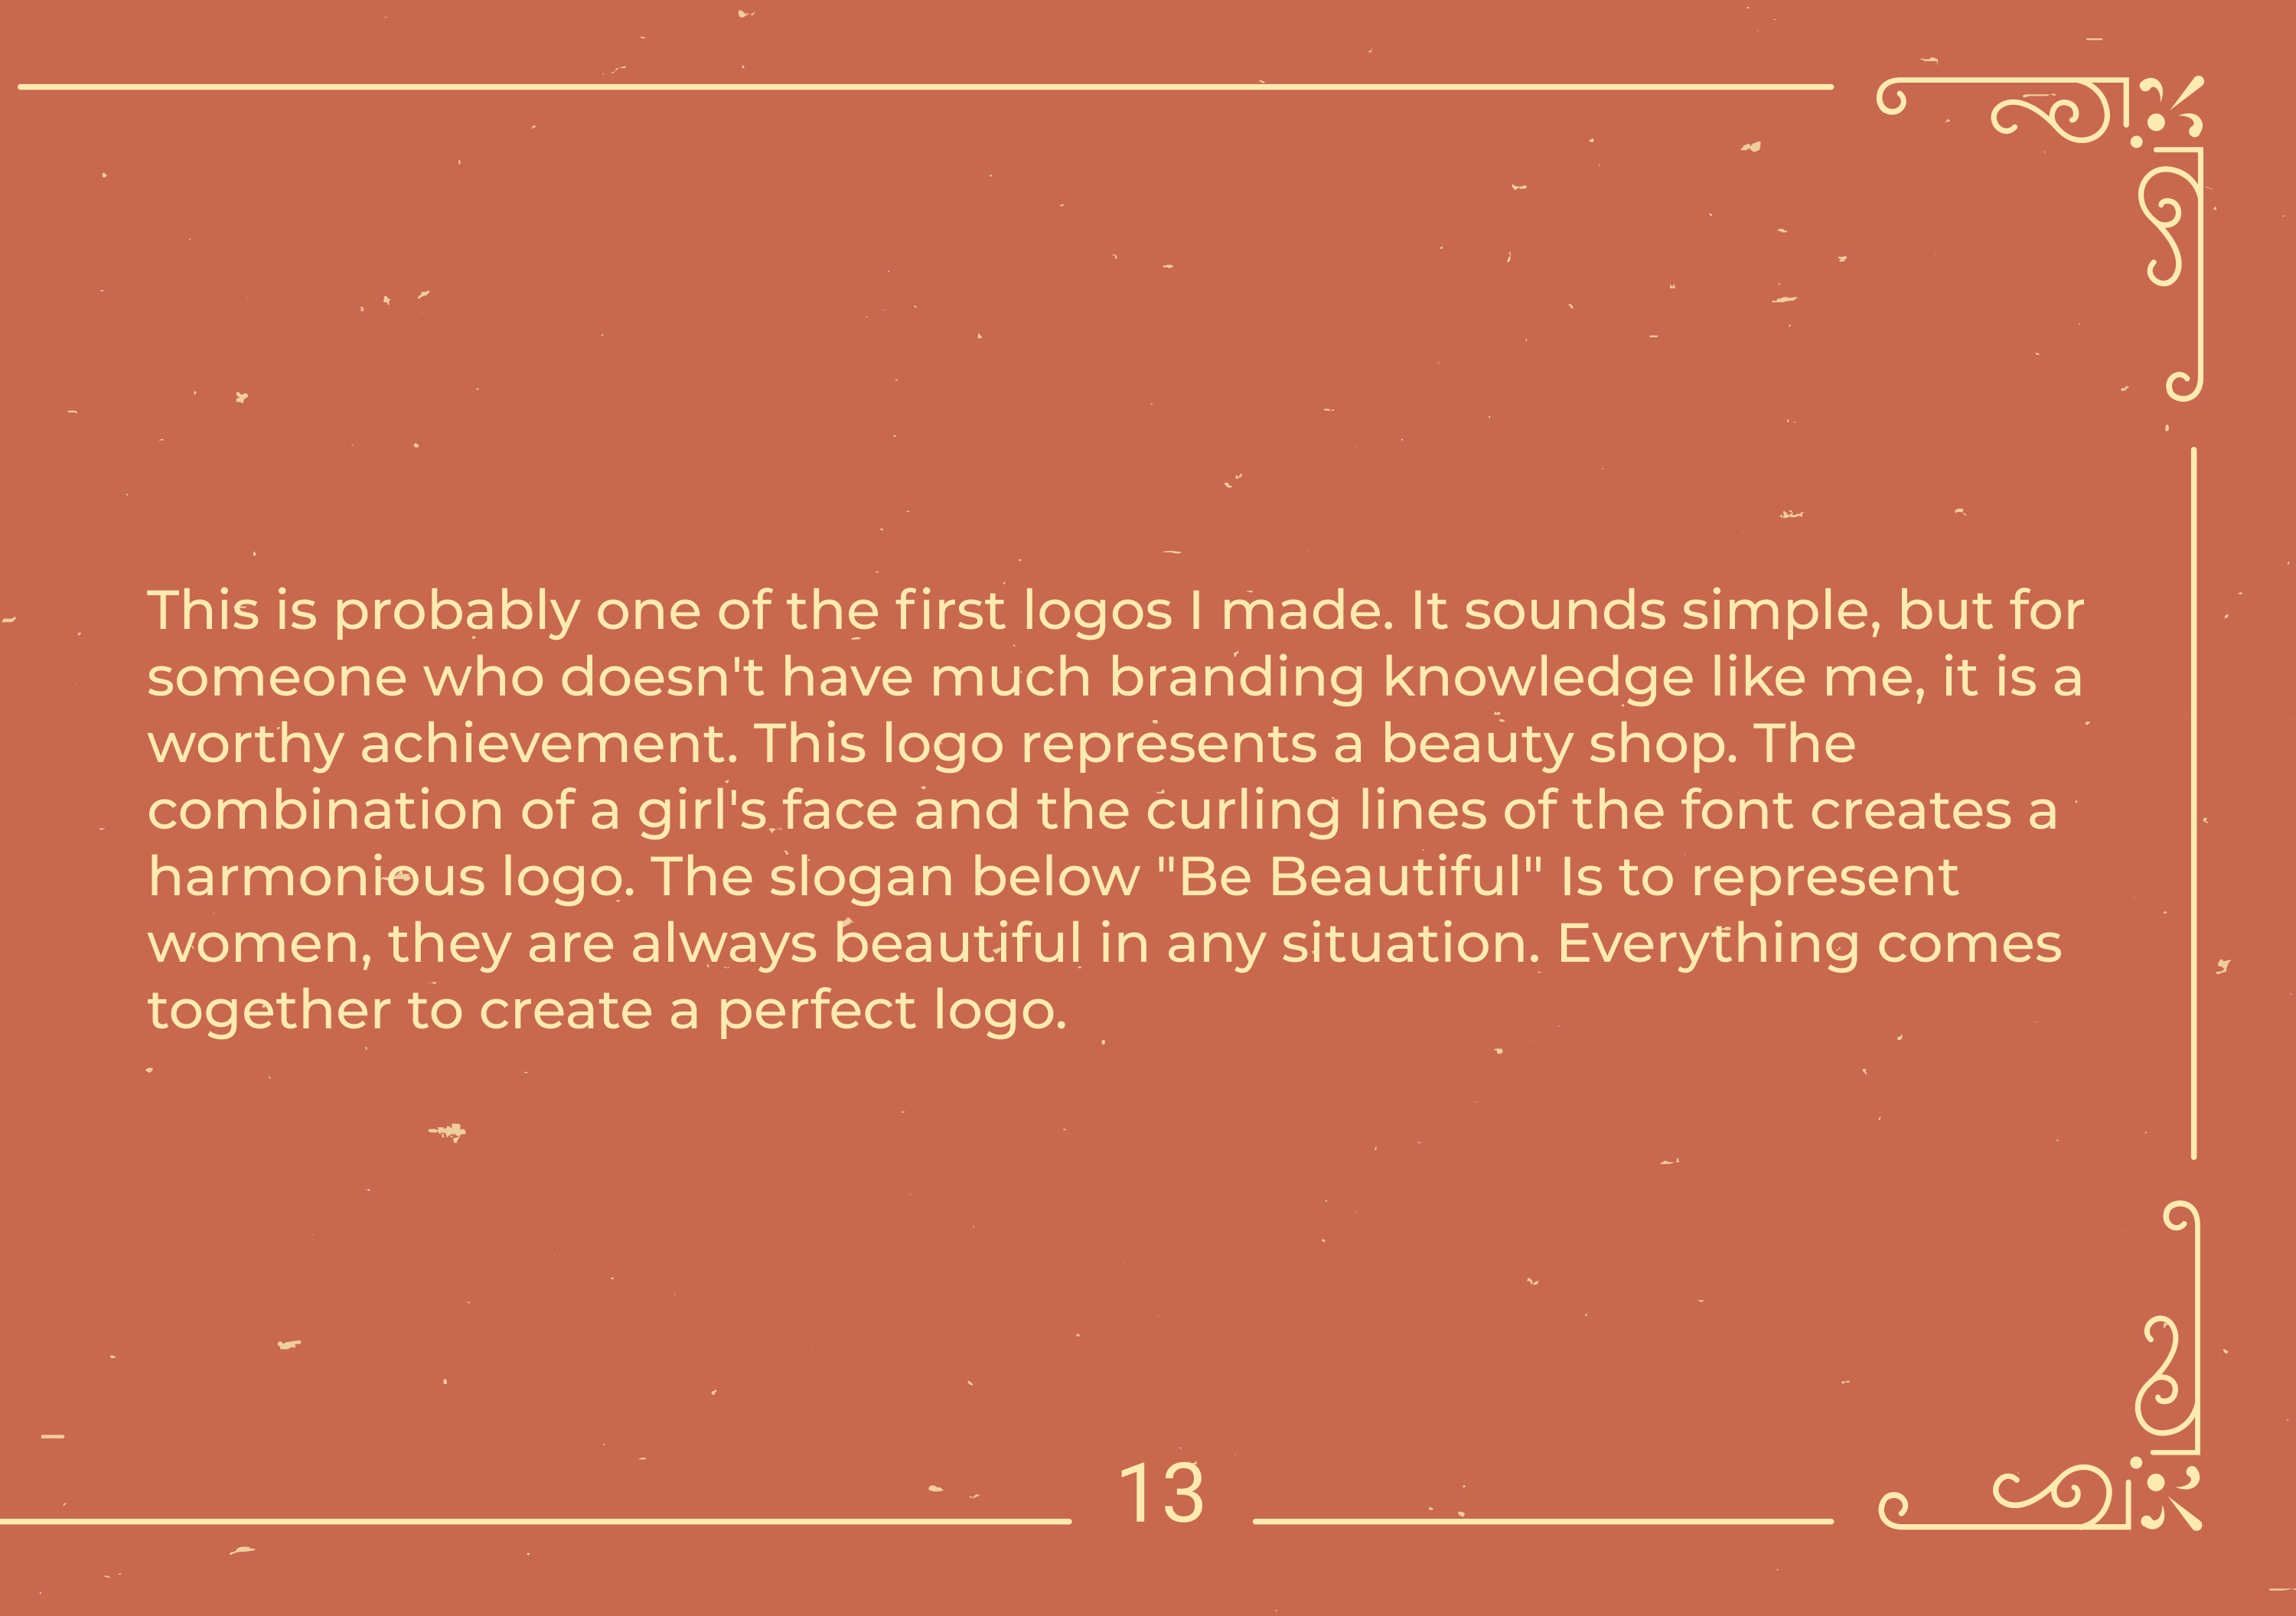 This is probably one of the first logos I made. It sounds simple, but for
someone who doesn't have much branding knowledge like me, it is a
worthy achievement. This logo represents a beauty shop. The
combination of a girl's face and the curling lines of the font creates a
harmonious logo. The slogan below "Be Beautiful" Is to represent
women, they are always beautiful in any situation. Everything comes
together to create a perfect logo.
13